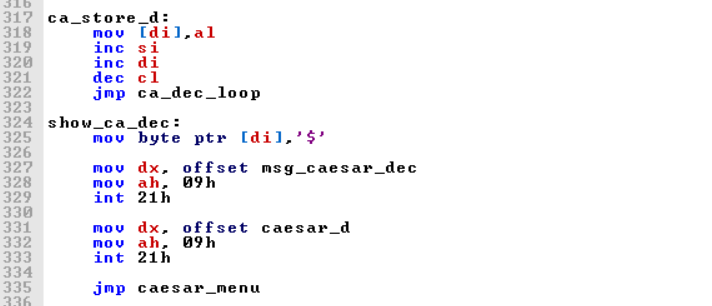 316
317 ca_store_d:
318 mov [di],al
319 inc si
320 inc di
321 dec cl
322 jmp ca_dec_loop
323
324 show_ca_dec:
325 mov byte ptr [di],'$'
326
327 mov dx, offset msg_caesar_dec
328 mov ah, 09h
329 int 21h
330
331 mov dx, offset caesar_d
332 mov ah, 09h
333 int 21h
334
335 jmp caesar_menu
336